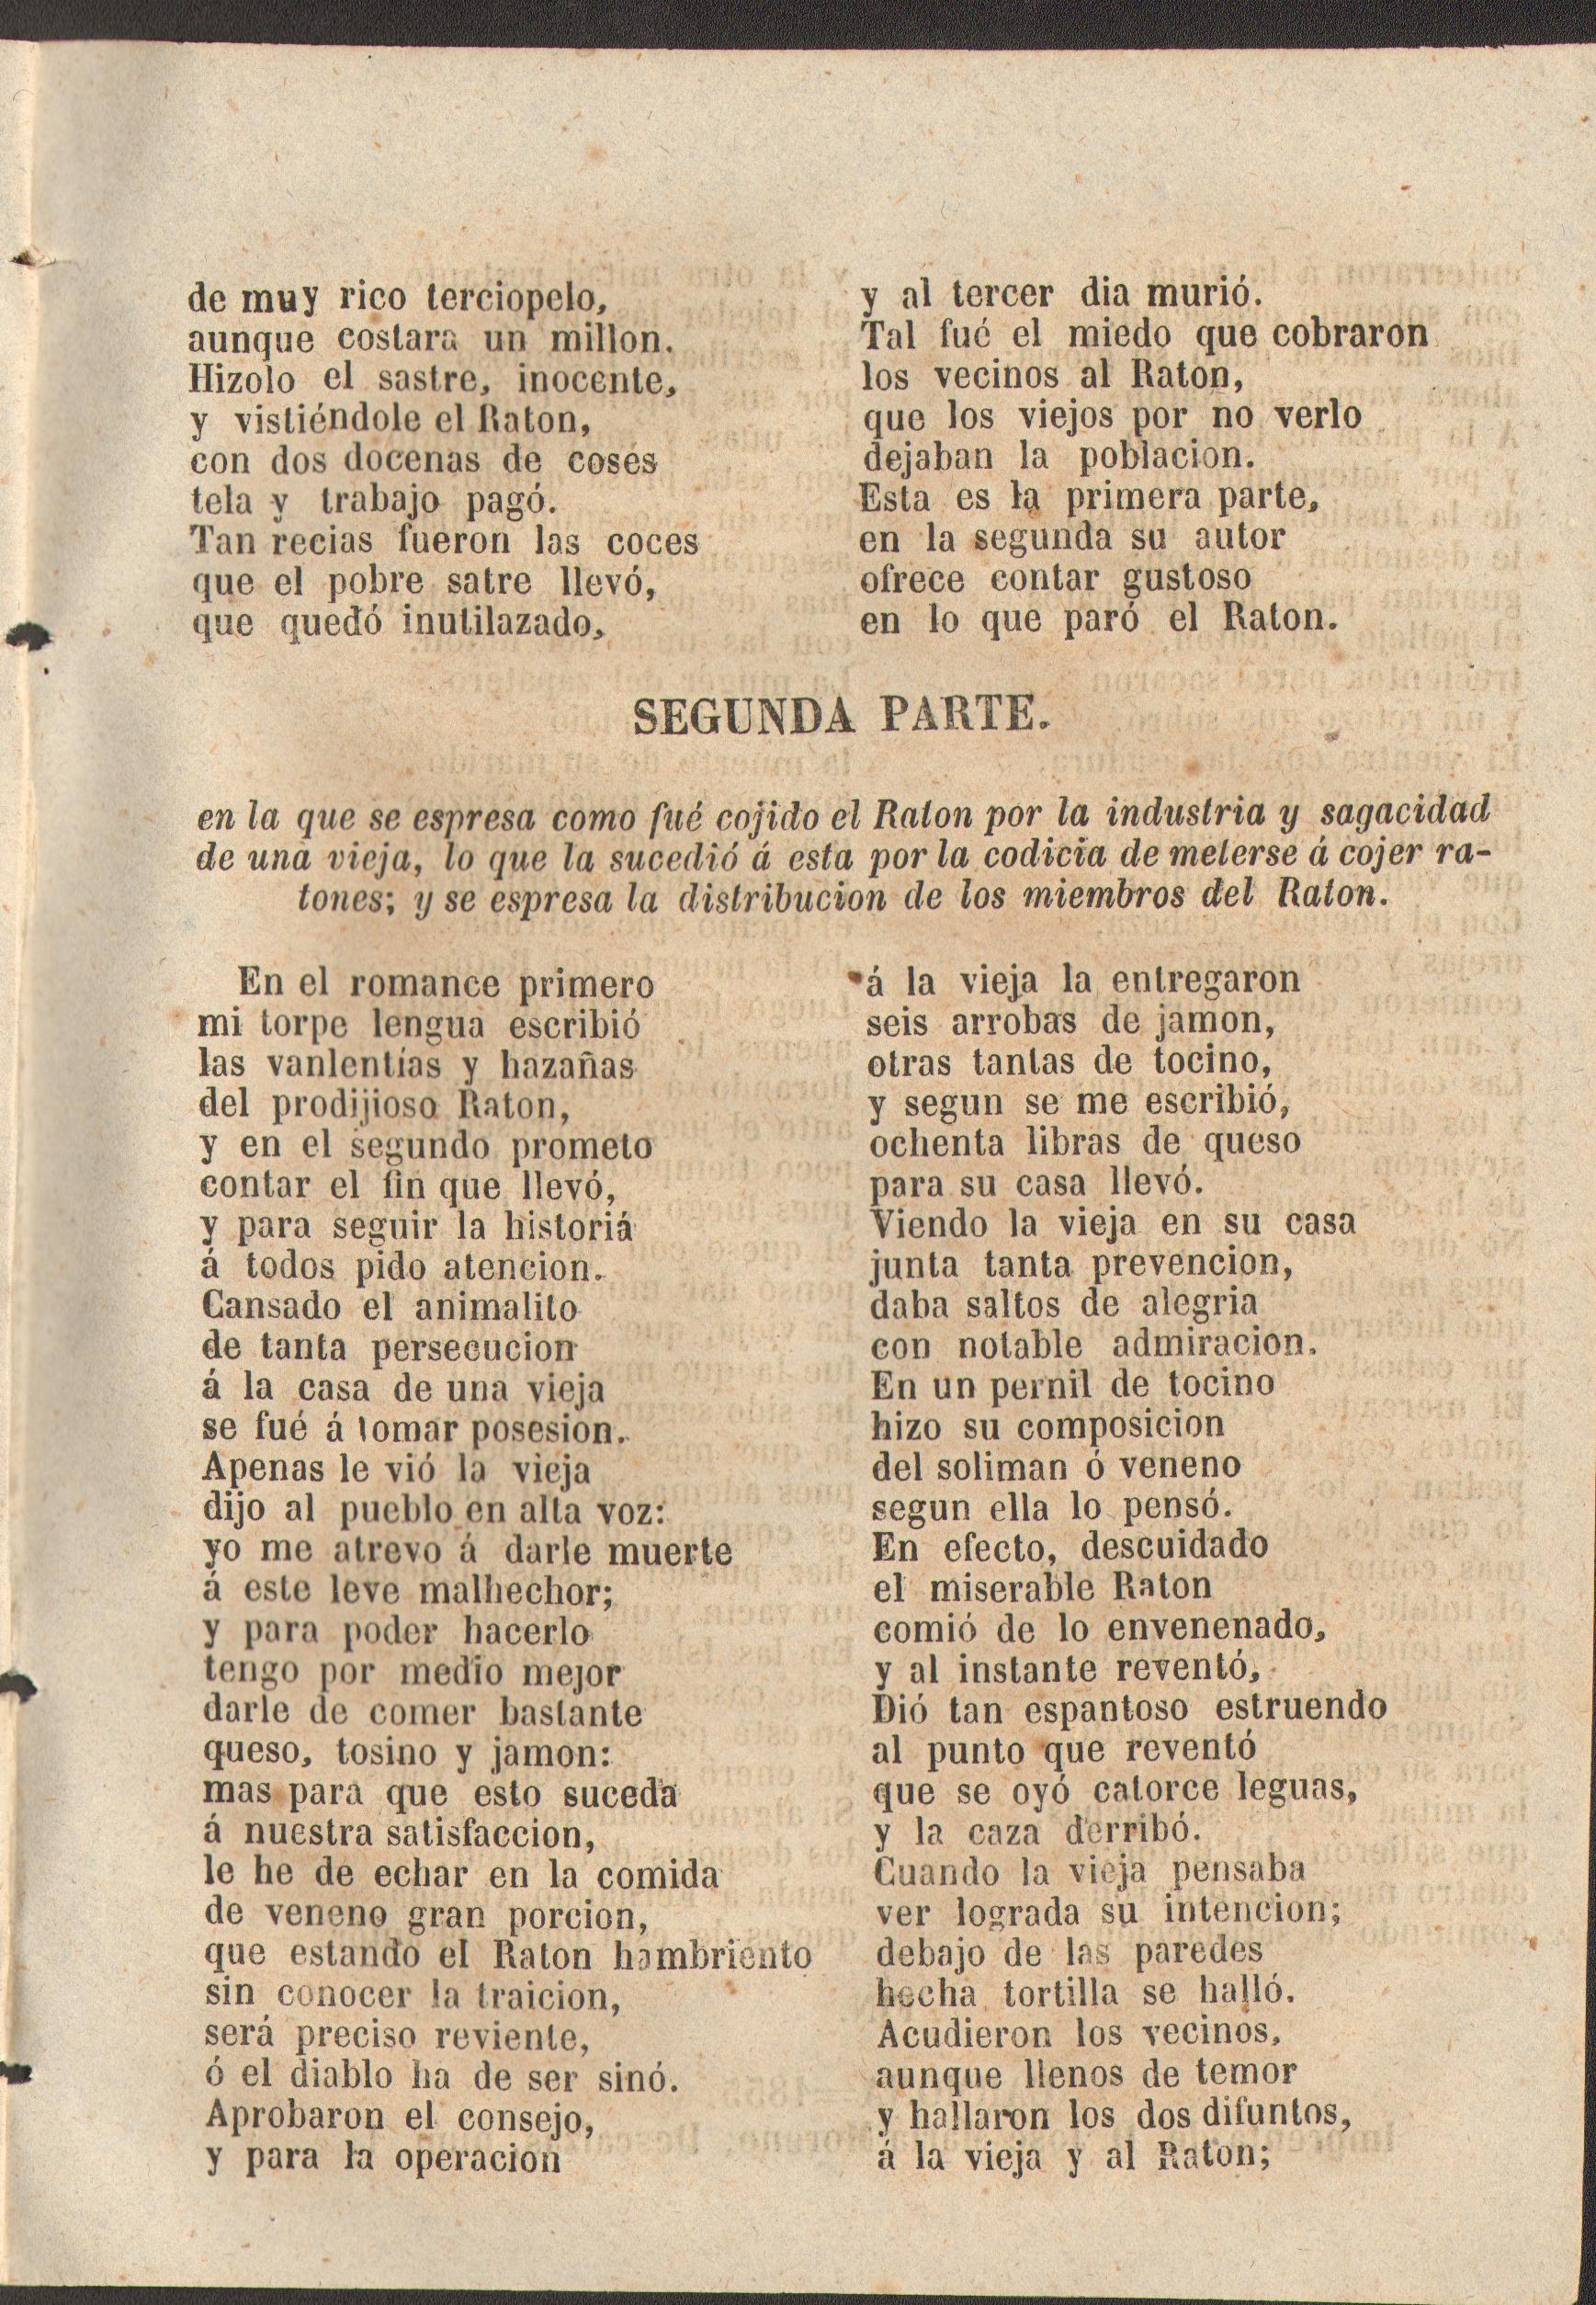 de muy rico terciopelo,
aunque costara un millon.
Hizolo el sastre, inocente,
y vistiéndole el Raton,
con dos docenas de coses
tela y trabajo pagó.
Tan recias fueron las coces
que el pobre satre llevó,
que quedó inutilazado,
y al tercer dia murió.
Tal fué el miedo que cobraron
los vecinos al Raton,
que los viejos por no verlo
dejaban la poblacion.
Esta es la primera parte,
en la segunda su autor
ofrece contar gustoso
en lo que paró el Raton.
SEGUNDA PARTE.
en la que se espresa como fué cojido el Raton por la industria y sagacidad
de una vieja, lo que la sucedió á esta por la codicia de meterse á cojer ra-
tones; y se espresa la distribucion de los miembros del Raton.
En el romance primero
mi torpe lengua escribió
las vanlentías y hazañas
del prodijioso Raton,
y en el segundo prometo
contar el fin que llevó,
y para seguir la historiá
á todos pido atencion.
Cansado el animalito
de tanta persecucion
á la casa de una vieja
se fué á tomar posesion.
Apenas le vió la vieja
dijo al pueblo en alta voz:
yo me atrevo á darle muerte
á este leve malhechor;
y para poder hacerlo
tengo por medio mejor
darle de comer bastante
queso, tosino y jamon:
mas para que esto suceda
á nuestra satisfaccion,
le he de echar en la comida
de veneno gran porcion,
que estando el Raton hambriento
sin conocer la traicion,
será preciso reviente,
ó el diablo ha de ser sinó.
Aprobaron el consejo,
y para la operacion
á la vieja la entregaron
seis arrobas de jamon,
otras tantas de tocino,
y segun se me escribió,
ochenta libras de queso
para su casa llevó.
Viendo la vieja en su casa
junta tanta prevencion,
daba saltos de alegria
con notable admiracion.
En un pernil de tocino
hizo su composicion
del soliman ó veneno
segun ella lo pensó.
En efecto, descuidado
el miserable Raton
comió de lo envenenado,
y al instante reventó,
Dió tan espantoso estruendo
al punto que reventó
que se oyó catorce leguas,
y la caza derribó.
Cuando la vieja pensaba
ver lograda su intencion;
debajo de las paredes
hecha tortilla se halló.
Acudieron los vecinos,
aunque llenos de temor
y hallaron los dos difuntos,
á la vieja y al Raton;